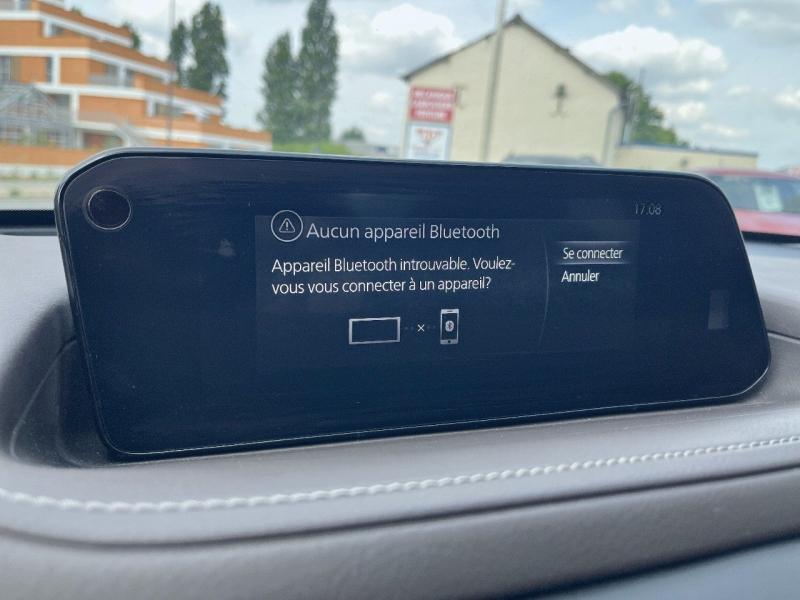 17:08
Aucun appareil Bluetooth
Appareil Bluetooth introuvable. Voulez-
vous vous connecter à un appareil?
Se connecter
Annuler